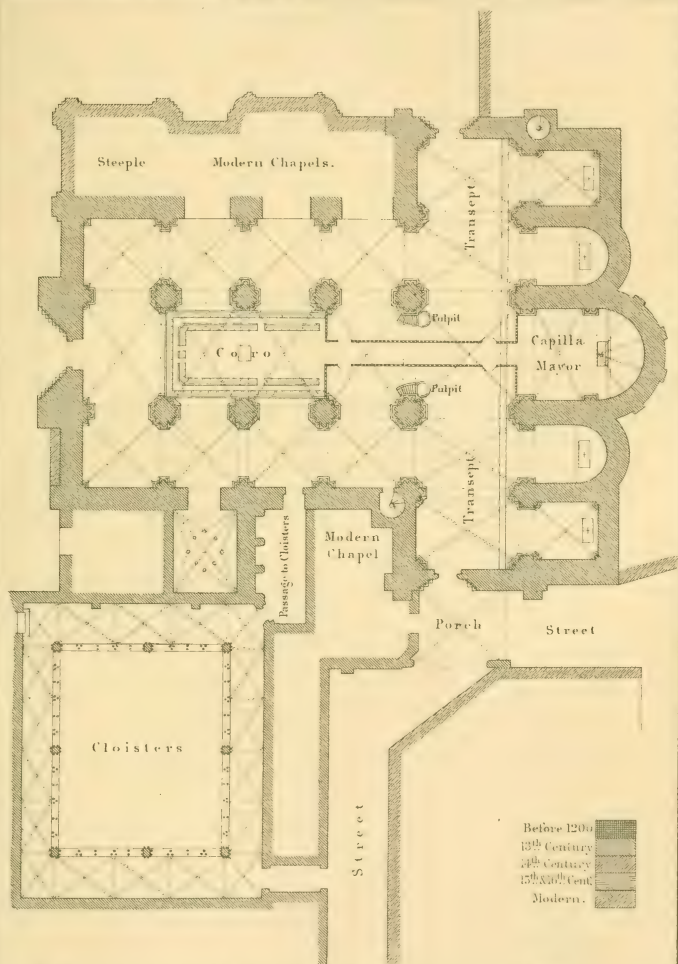 Steeple
Modern Chapels.
Transept
Pulpit
Coro
Capilla
Mayor
Pulpit
Transept
Passage to Cloisters
Modern
Chapel
Porch
Street
Cloisters
Street
Before 1200
13th Century
14th Century
15th & 16th Cent.
Modern.